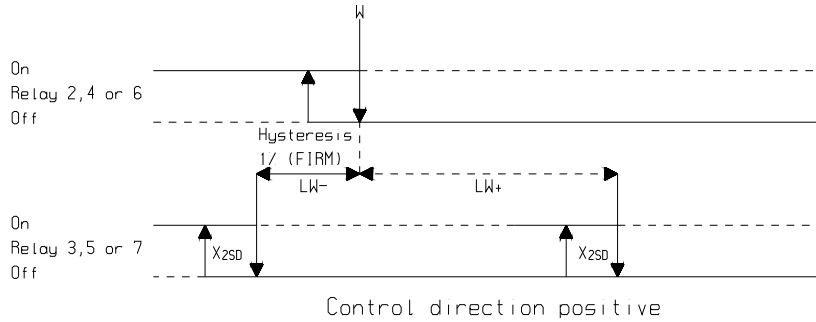 W
On
Relay 2,4 or 6
Off
Hysteresis
1/ (FIRM)
LW-
LW+
On
Relay 3,5 or 7
Off
X2SD
X2SD
Control direction positive